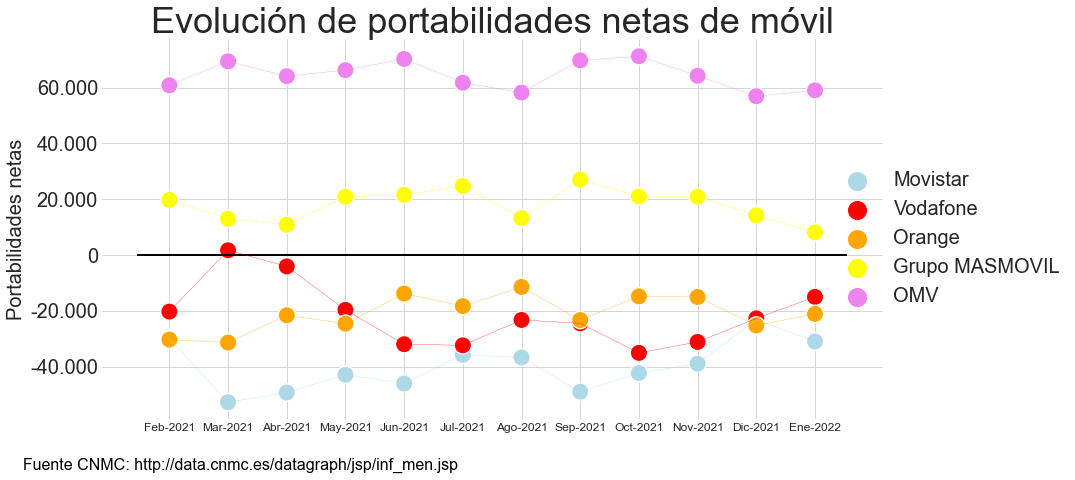 Evolución de portabilidades netas de móvil
Portabilidades netas
60.000
40.000
20.000
0
-20.000
-40.000
Feb-2021 Mar-2021 Abr-2021 May-2021 Jun-2021 Jul-2021 Ago-2021 Sep-2021 Oct-2021 Nov-2021 Dic-2021 Ene-2022
Movistar
Vodafone
Orange
Grupo MASMOVIL
OMV
Fuente CNMC: http://data.cnmc.es/datagraph/jsp/inf_men.jsp